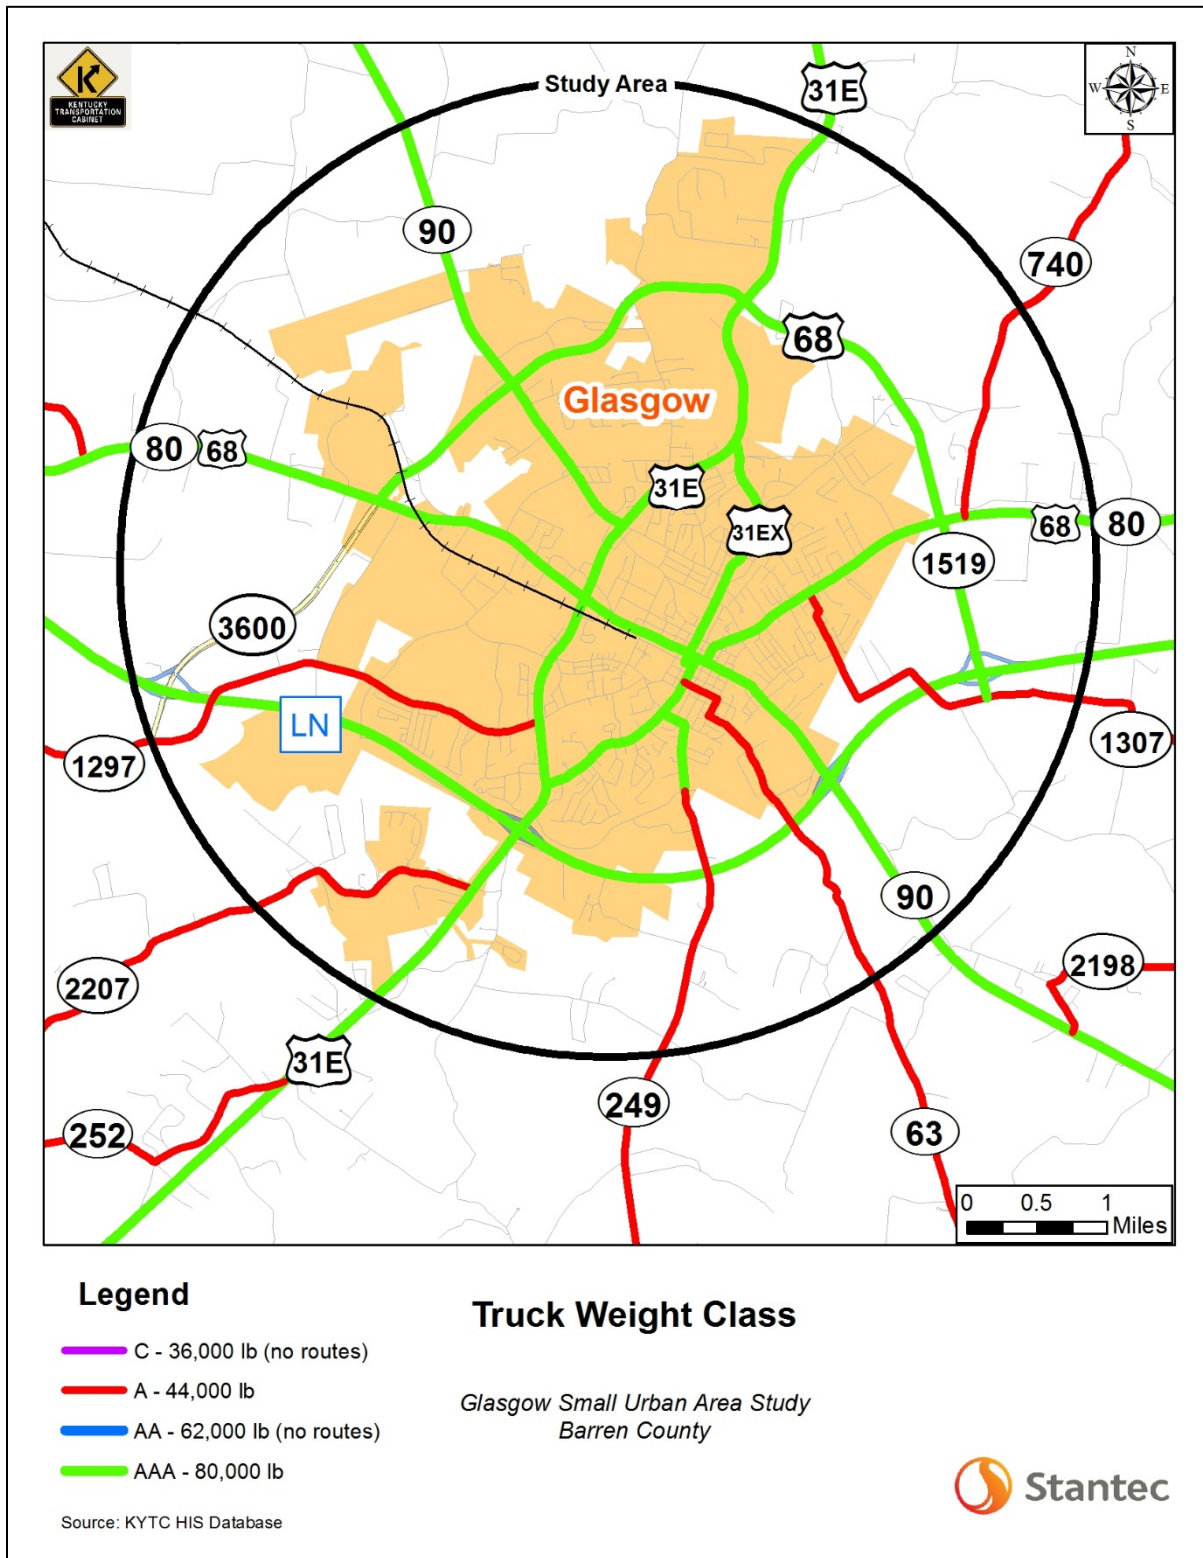 KENTUCKY
TRANSPORTATION
CABINET
Study Area
31E
N
W E
S
90
740
68
Glasgow
80 68
31E
31EX
68 80
1519
3600
LN
1297
1307
90
2207
2198
31E
249
252
63
0 0.5 1
Miles
Legend
C - 36,000 lb (no routes)
A - 44,000 lb
AA - 62,000 lb (no routes)
AAA - 80,000 lb
Source: KYTC HIS Database
Truck Weight Class
Glasgow Small Urban Area Study
Barren County
Stantec